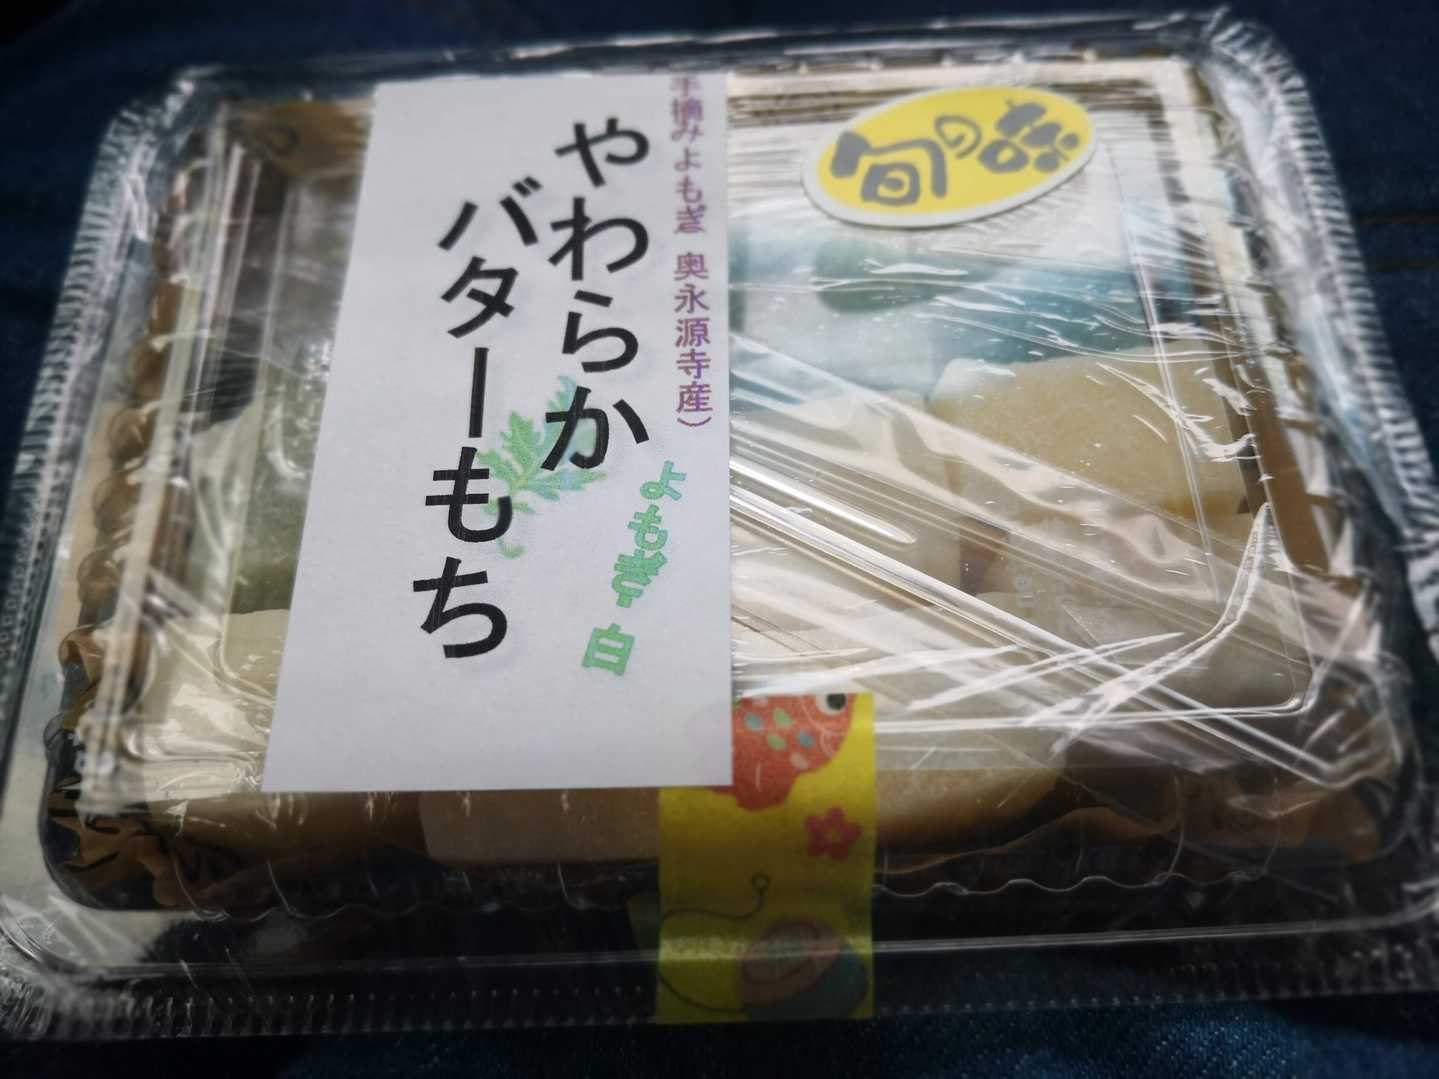 手摘みよもぎ 奥永源寺産）
やわらか
バターもち
よもぎ・白
旬の味